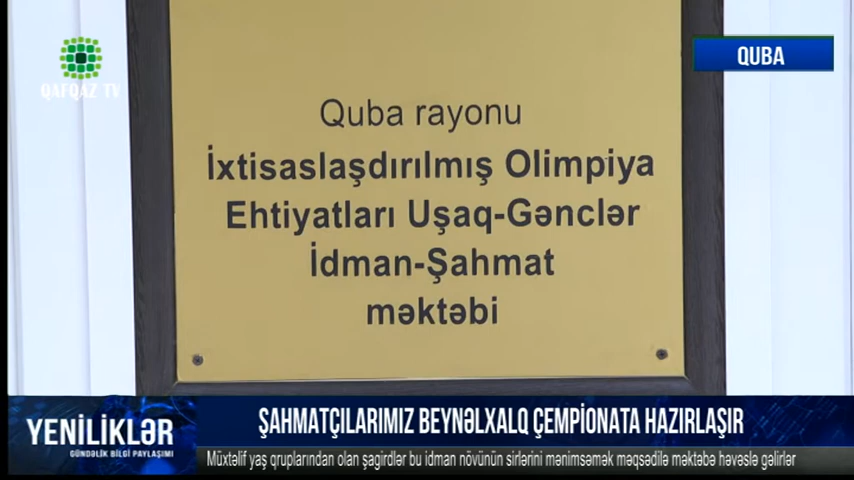 QAFQAZ TV
QUBA
Quba rayonu
İxtisaslaşdırılmış Olimpiya
Ehtiyatları Uşaq-Gənclər
İdman-Şahmat
məktəbi
ŞAHMATÇILARIMIZ BEYNƏLXALQ ÇEMPİONATA HAZIRLAŞIR
YENİLİKLƏR
GÜNDƏLİK BİLGİ PAYLAŞIMI
Müxtəlif yaş qruplarından olan şagirdlər bu idman növünün sirlərini mənimsəmək məqsədilə məktəbə həvəslə gəlirlər